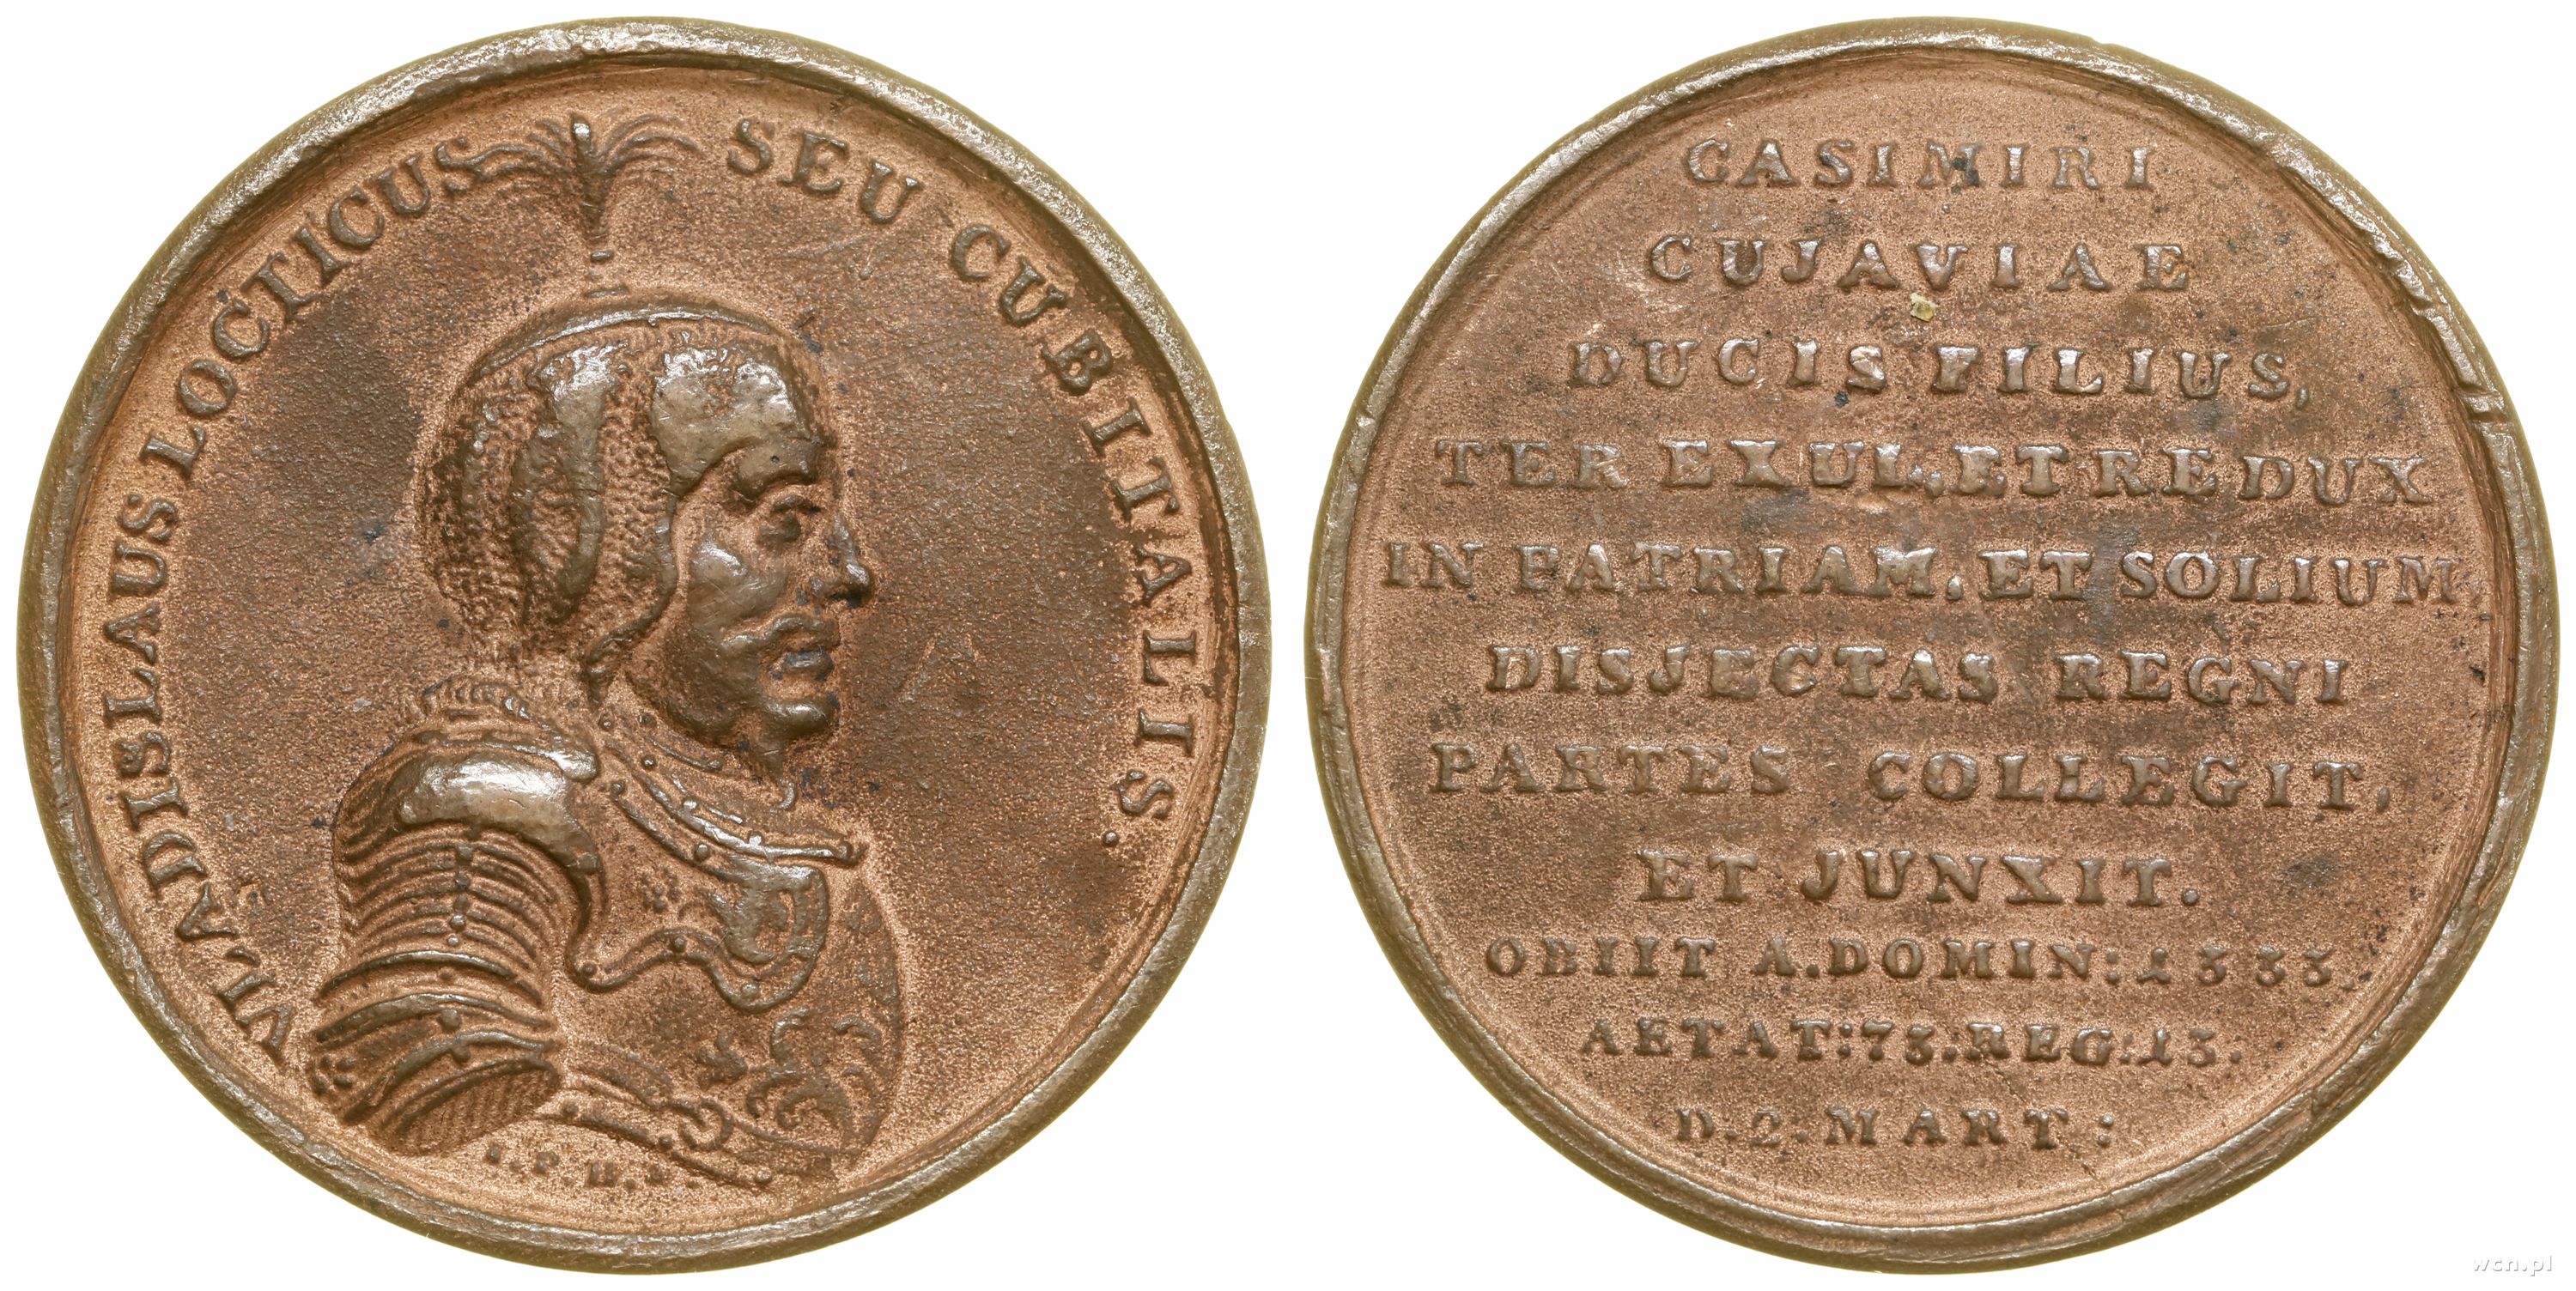 VLADISLAUS LOCTICUS SEU CUBITALIS.
I.P.H.F.
CASIMIRI
CUJAVIAE
DUCIS FILIUS,
TER EXUL, ET REDUX
IN PATRIAM, ET SOLIUM,
DISJECTAS REGNI
PARTES COLLEGIT,
ET JUNXIT.
OBIIT A. DOMIN: 1333.
AETAT: 73. REG: 13.
D. 2. MART:
wcn.pl